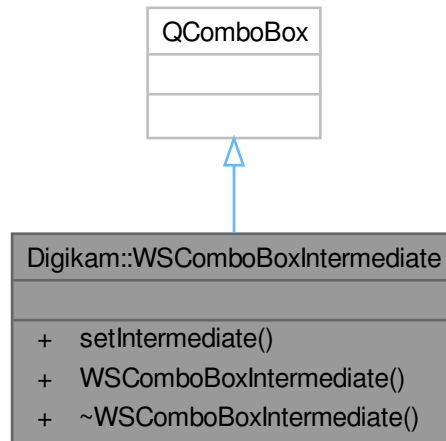 QComboBox
Digikam::WSComboBoxIntermediate
+ setIntermediate()
+ WSComboBoxIntermediate()
+ ~WSComboBoxIntermediate()